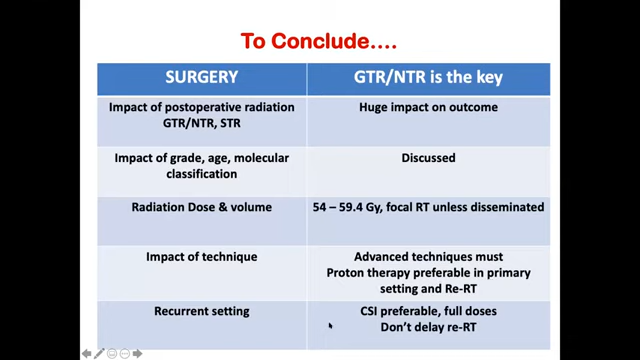 To Conclude....
SURGERY
GTR/NTR is the key
Impact of postoperative radiation
GTR/NTR, STR
Huge impact on outcome
Impact of grade, age, molecular
classification
Discussed
Radiation Dose & volume
54 – 59.4 Gy, focal RT unless disseminated
Impact of technique
Advanced techniques must
Proton therapy preferable in primary
setting and Re-RT
Recurrent setting
CSI preferable, full doses
Don't delay re-RT